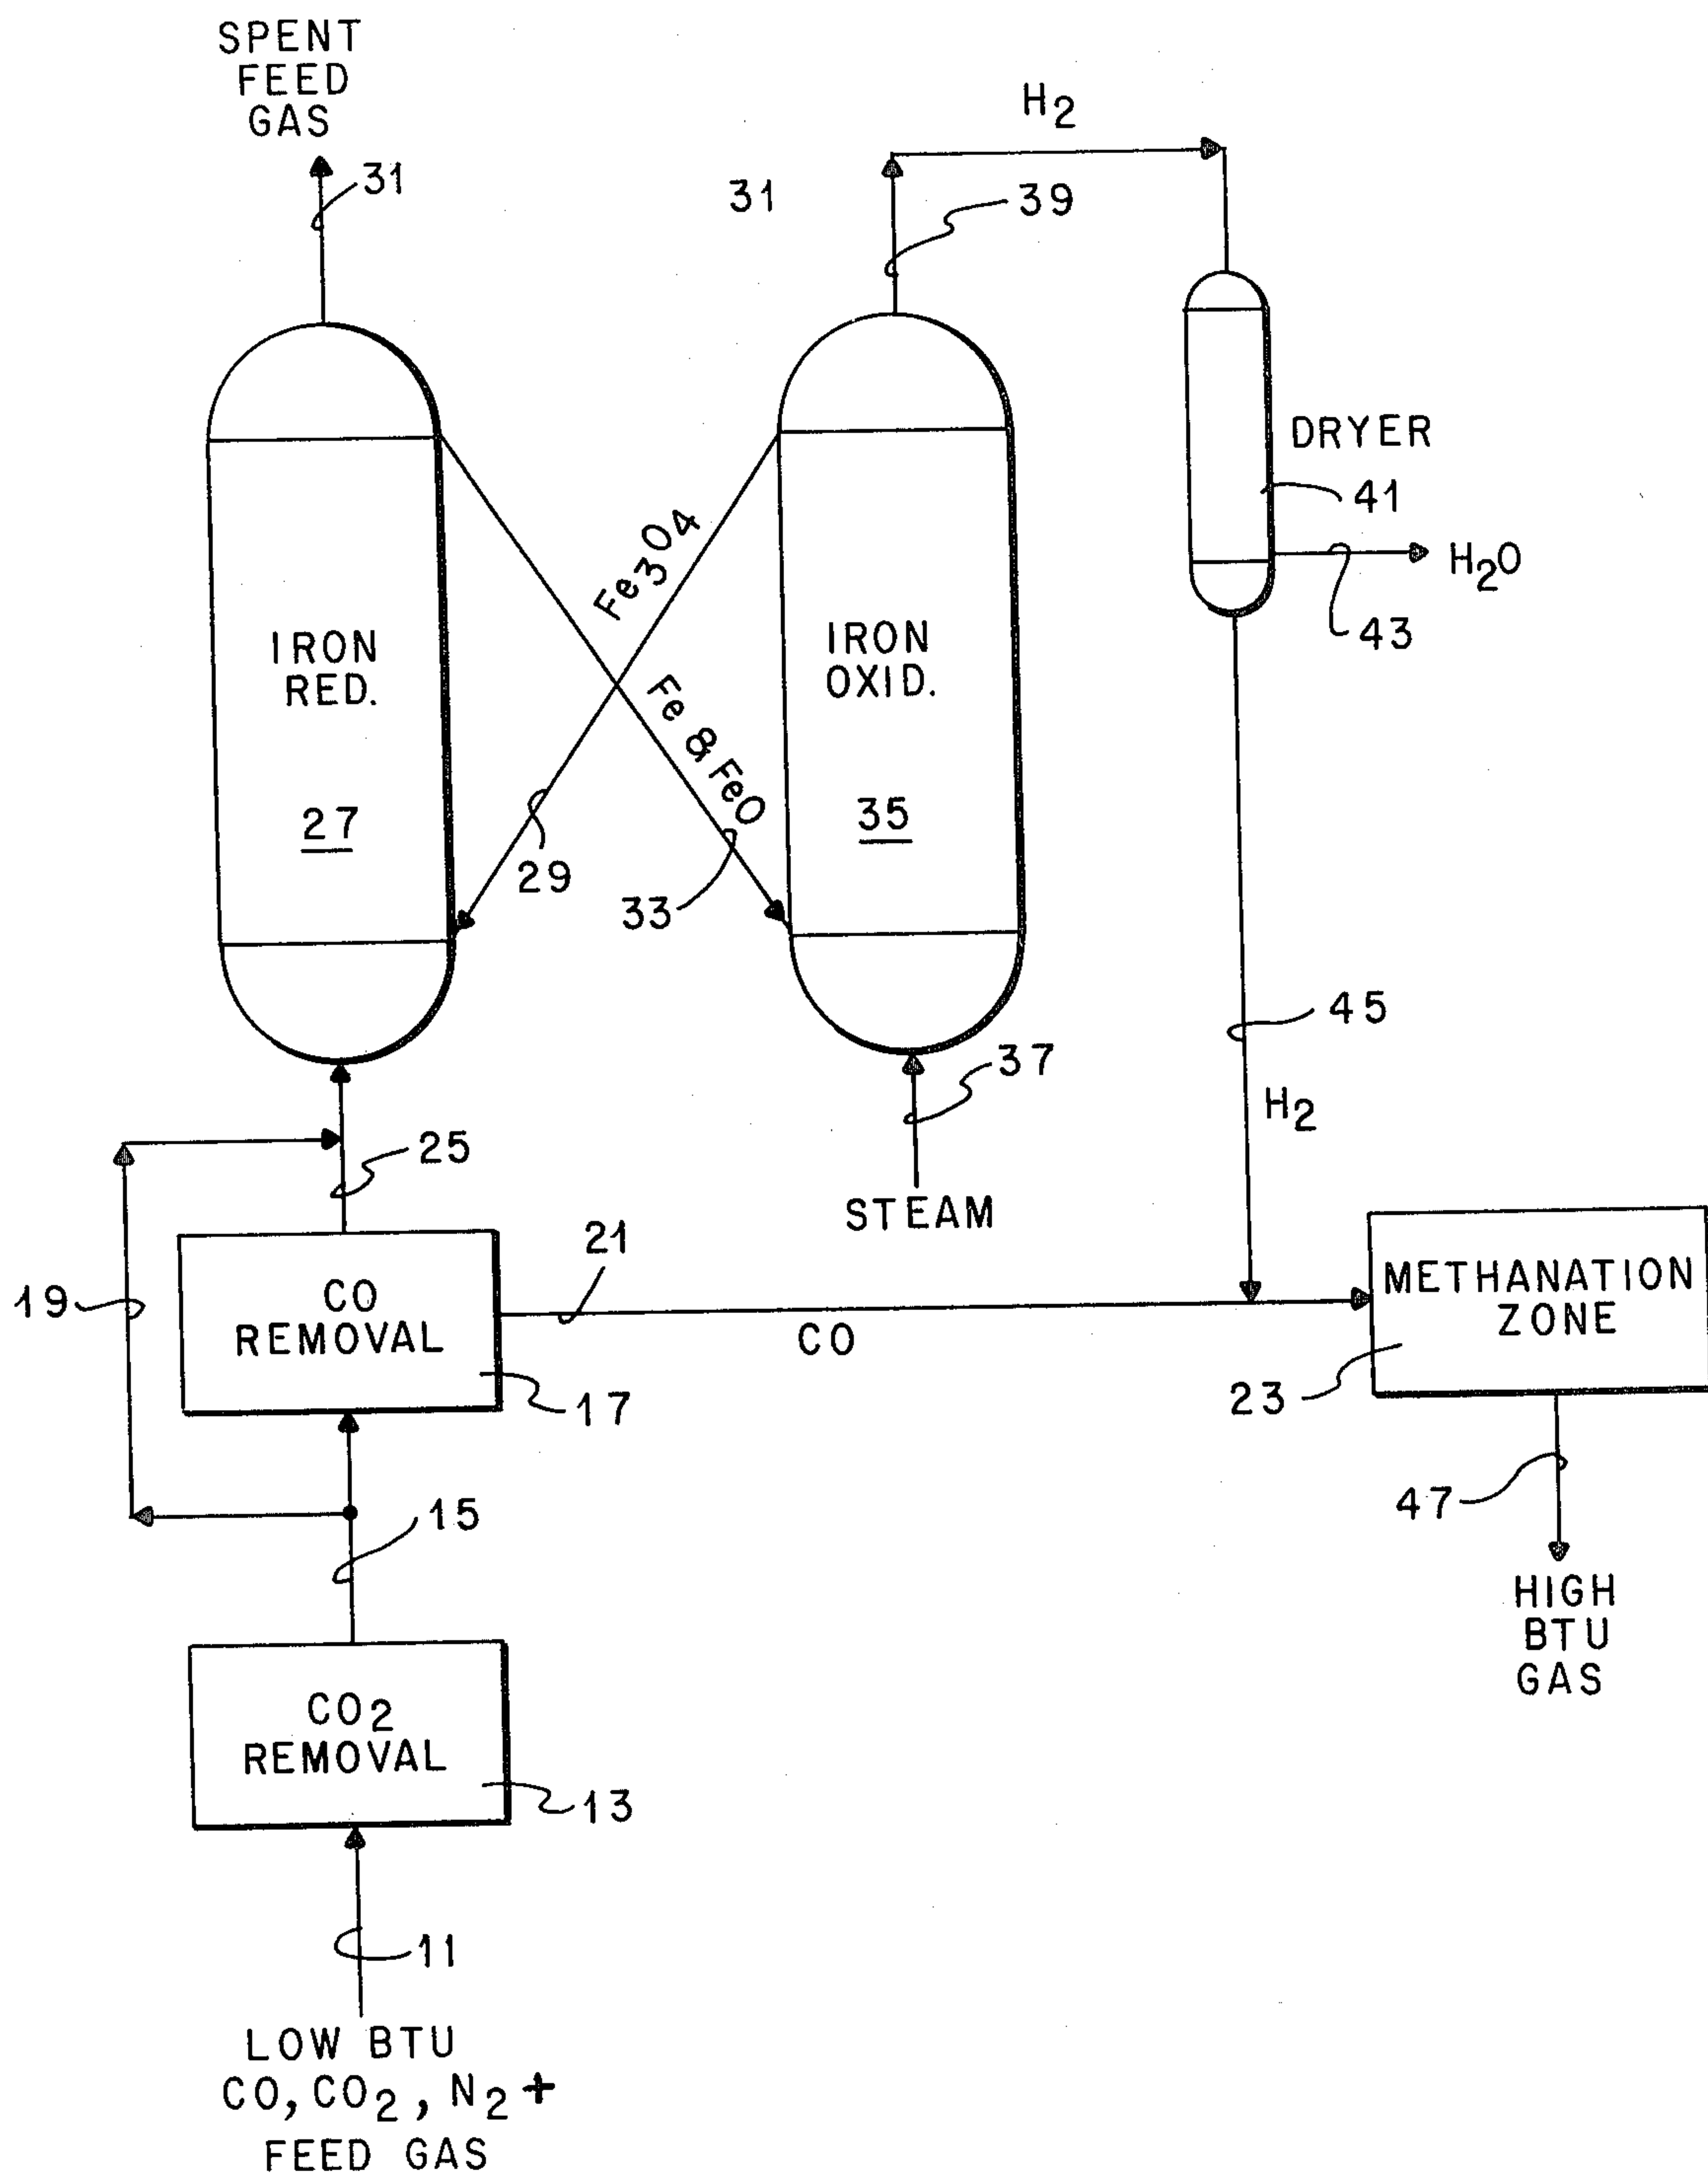 SPENT
FEED
GAS
31
H2
31
39
DRYER
41
H2O
43
Fe3O4
IRON
RED.
27
IRON
OXID.
35
Fe & FeO
29
33
45
37
H2
25
STEAM
21
19
CO
REMOVAL
17
CO
METHANATION
ZONE
23
15
47
HIGH
BTU
GAS
CO2
REMOVAL
13
11
LOW BTU
CO, CO2, N2+
FEED GAS